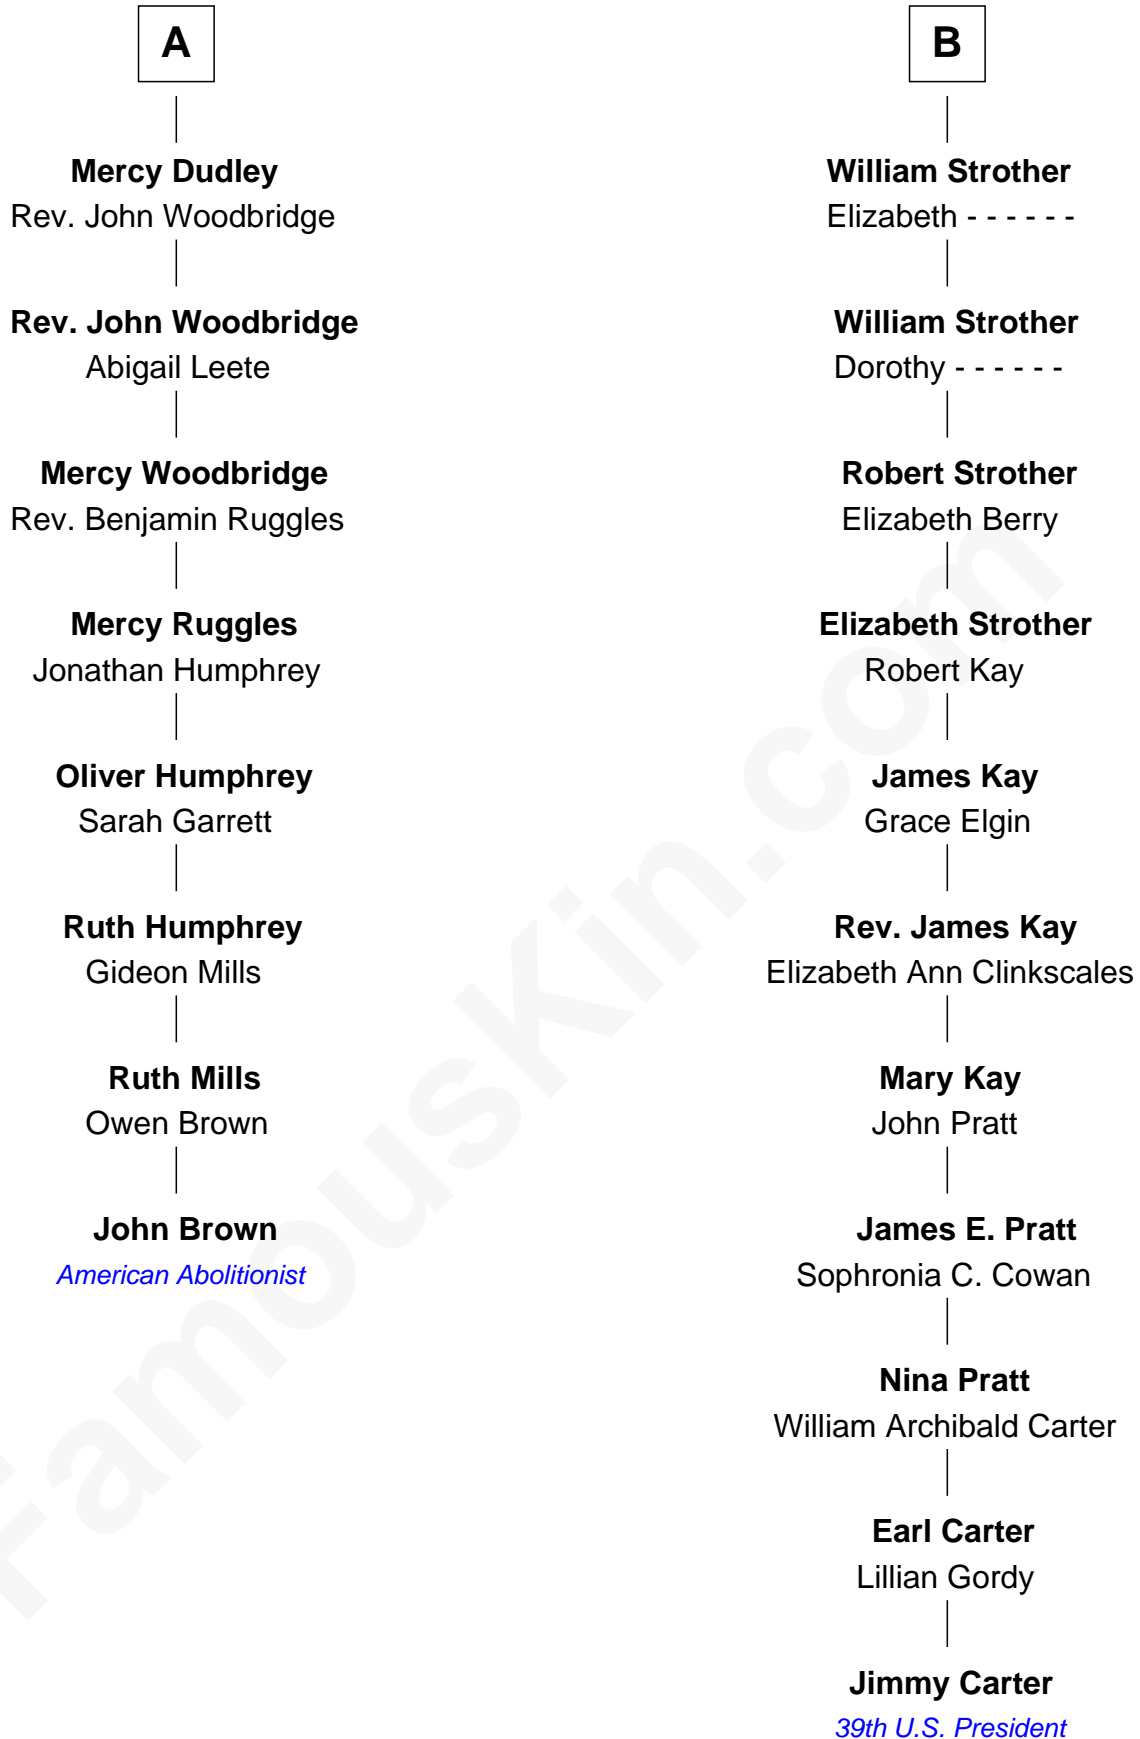 A
Mercy Dudley
Rev. John Woodbridge
Rev. John Woodbridge
Abigail Leete
Mercy Woodbridge
Rev. Benjamin Ruggles
Mercy Ruggles
Jonathan Humphrey
Oliver Humphrey
Sarah Garrett
Ruth Humphrey
Gideon Mills
Ruth Mills
Owen Brown
John Brown
American Abolitionist
B
William Strother
Elizabeth - - - - - -
William Strother
Dorothy - - - - - -
Robert Strother
Elizabeth Berry
Elizabeth Strother
Robert Kay
James Kay
Grace Elgin
Rev. James Kay
Elizabeth Ann Clinkscales
Mary Kay
John Pratt
James E. Pratt
Sophronia C. Cowan
Nina Pratt
William Archibald Carter
Earl Carter
Lillian Gordy
Jimmy Carter
39th U.S. President
FamousKin.com